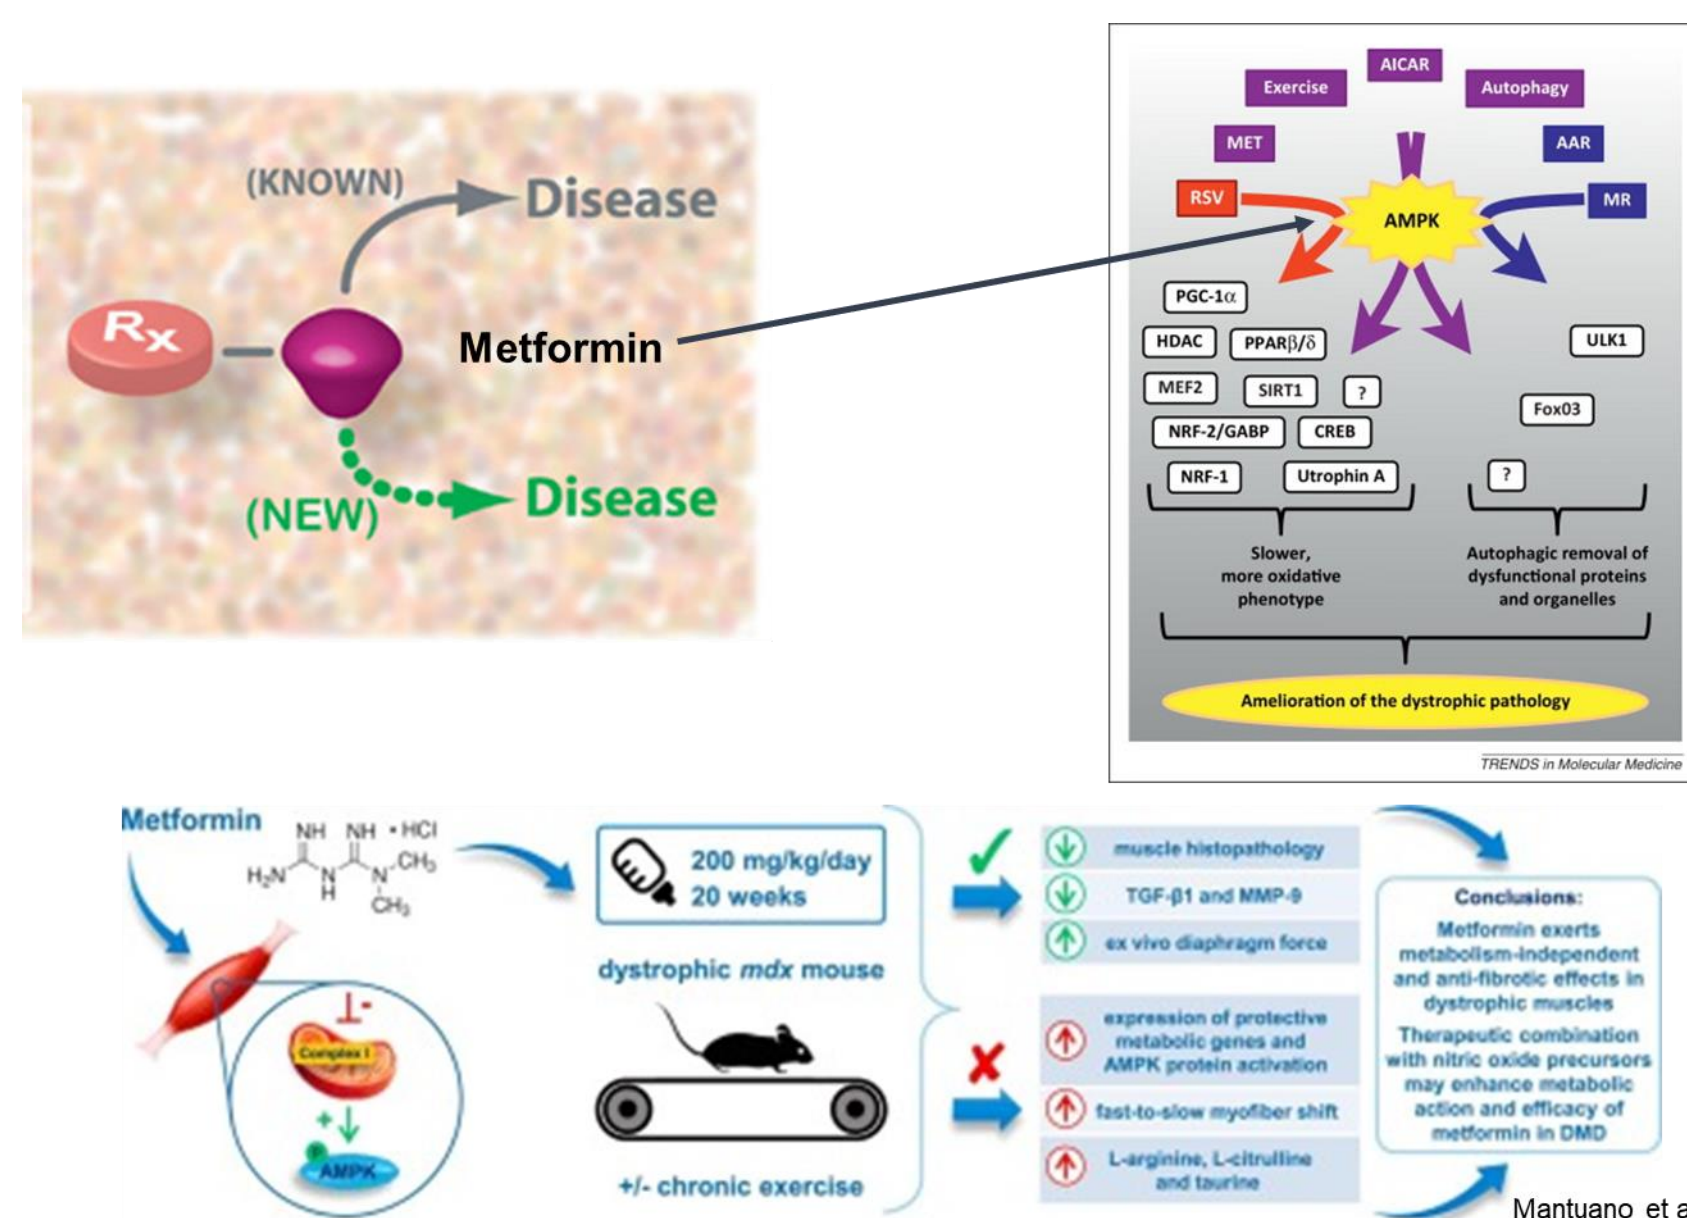 (KNOWN)
Disease
Rx
Metformin
(NEW)
Disease
AICAR
Exercise
Autophagy
MET
AAR
RSV
MR
AMPK
PGC-1α
HDAC
PPARβ/δ
ULK1
MEF2
SIRT1
?
Fox03
NRF-2/GABP
CREB
NRF-1
Utrophin A
?
Slower,
more oxidative
phenotype
Autophagic removal of
dysfunctional proteins
and organelles
Amelioration of the dystrophic pathology
TRENDS in Molecular Medicine
Metformin
NH NH • HCl
H₂N
N
H
N
CH₃
CH₃
Complex I
-
+
P
AMPK
200 mg/kg/day
20 weeks
dystrophic mdx mouse
+/- chronic exercise
muscle histopathology
TGF-β1 and MMP-9
ex vivo diaphragm force
expression of protective
metabolic genes and
AMPK protein activation
fast-to-slow myofiber shift
L-arginine, L-citrulline
and taurine
Conclusions:
Metformin exerts
metabolism-independent
and anti-fibrotic effects in
dystrophic muscles
Therapeutic combination
with nitric oxide precursors
may enhance metabolic
action and efficacy of
metformin in DMD
Mantuano et a